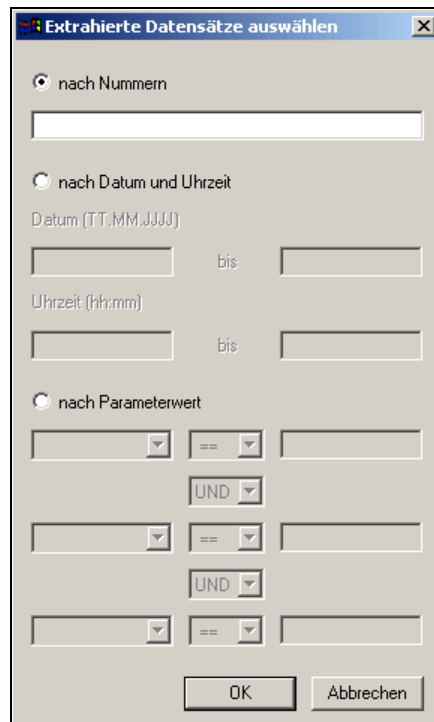 Extrahierte Datensätze auswählen
nach Nummern
nach Datum und Uhrzeit
Datum (TT.MM.JJJJ)
bis
Uhrzeit (hh:mm)
bis
nach Parameterwert
==
UND
==
UND
==
OK Abbrechen